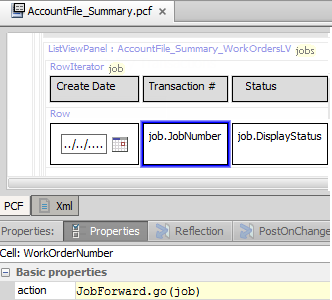 AccountFile_Summary.pcf ×
ListViewPanel : AccountFile_Summary_WorkOrdersLV jobs
RowIterator job
Create Date Transaction # Status
Row
../../.... job.JobNumber job.DisplayStatus
PCF Xml
Properties: Properties Reflection PostOnChange
Cell: WorkOrderNumber
Basic properties
action JobForward.go(job)